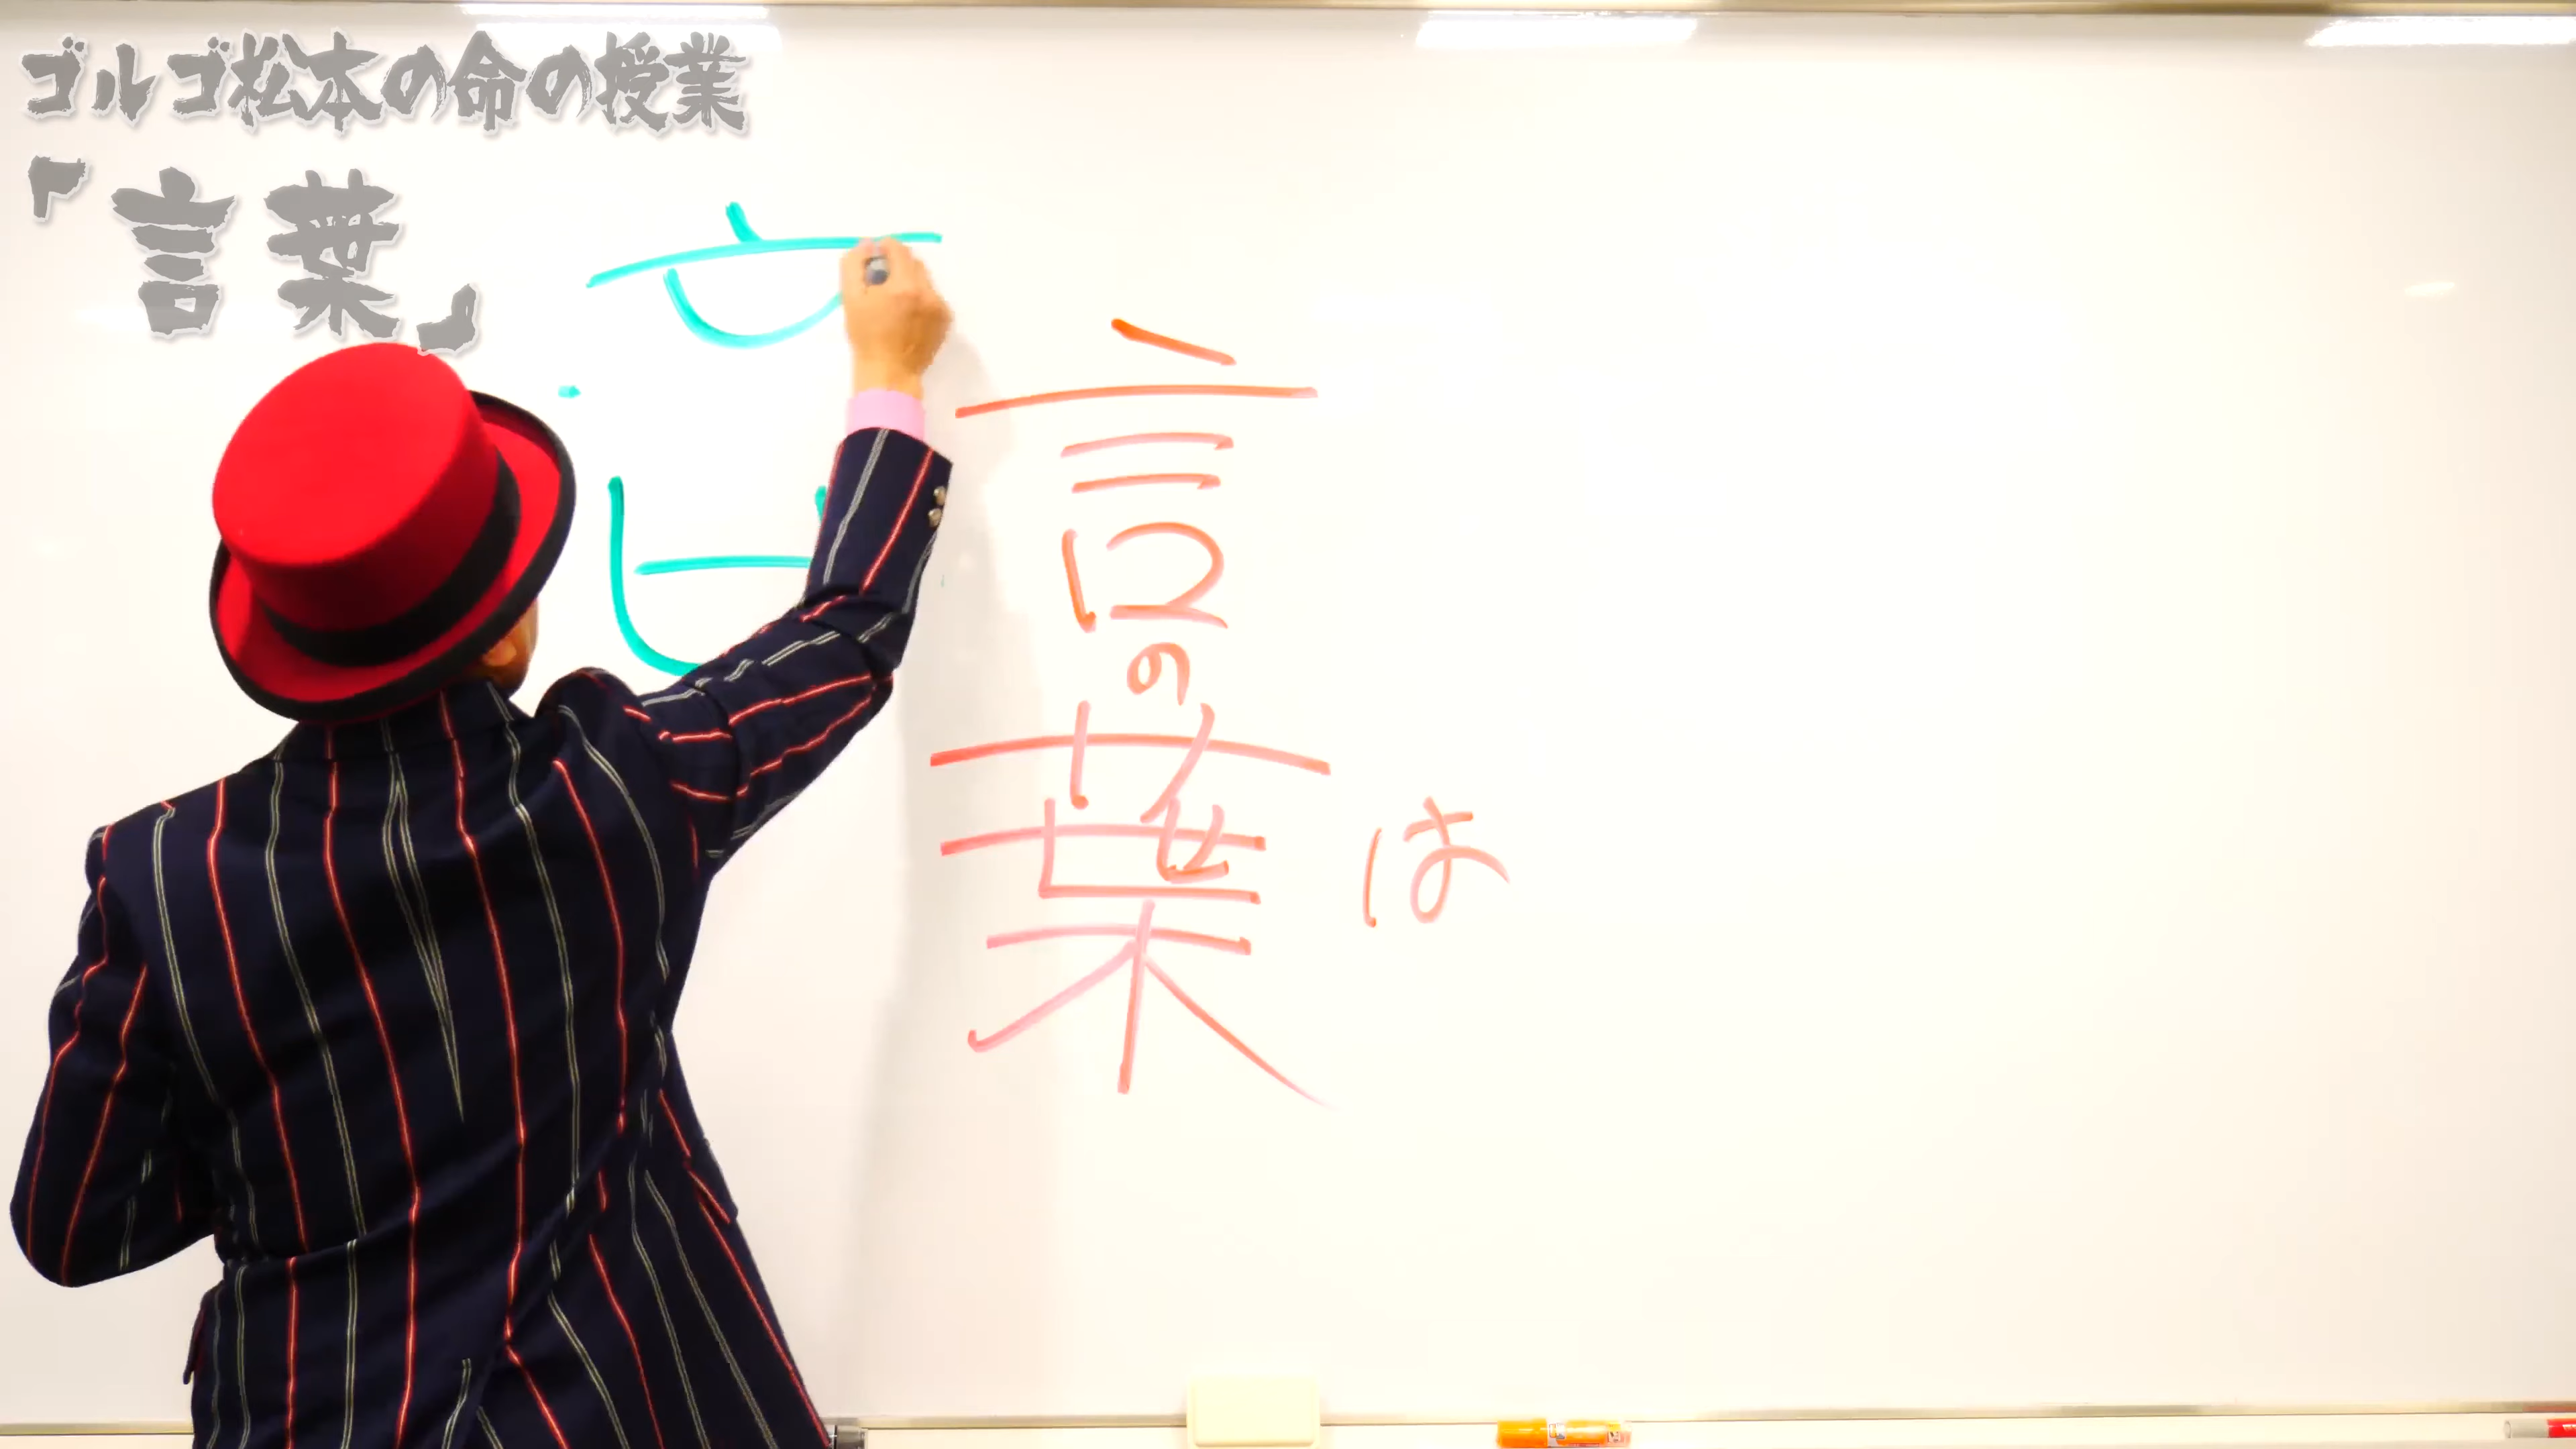 ゴルゴ松本の命の授業
「言葉」
言の葉
は